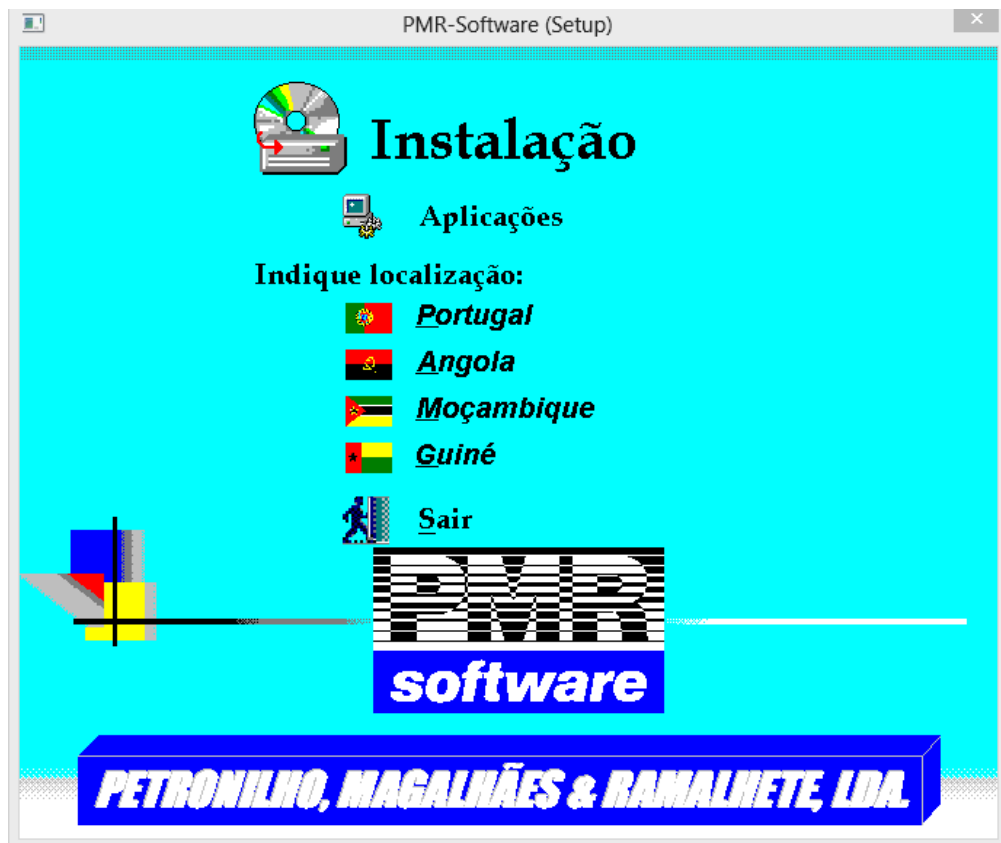 PMR-Software (Setup)
Instalação
Aplicações
Indique localização:
Portugal
Angola
Moçambique
Guiné
Sair
PMR
software
PETRONILHO, MAGALHÃES & RAMALHETE, LDA.